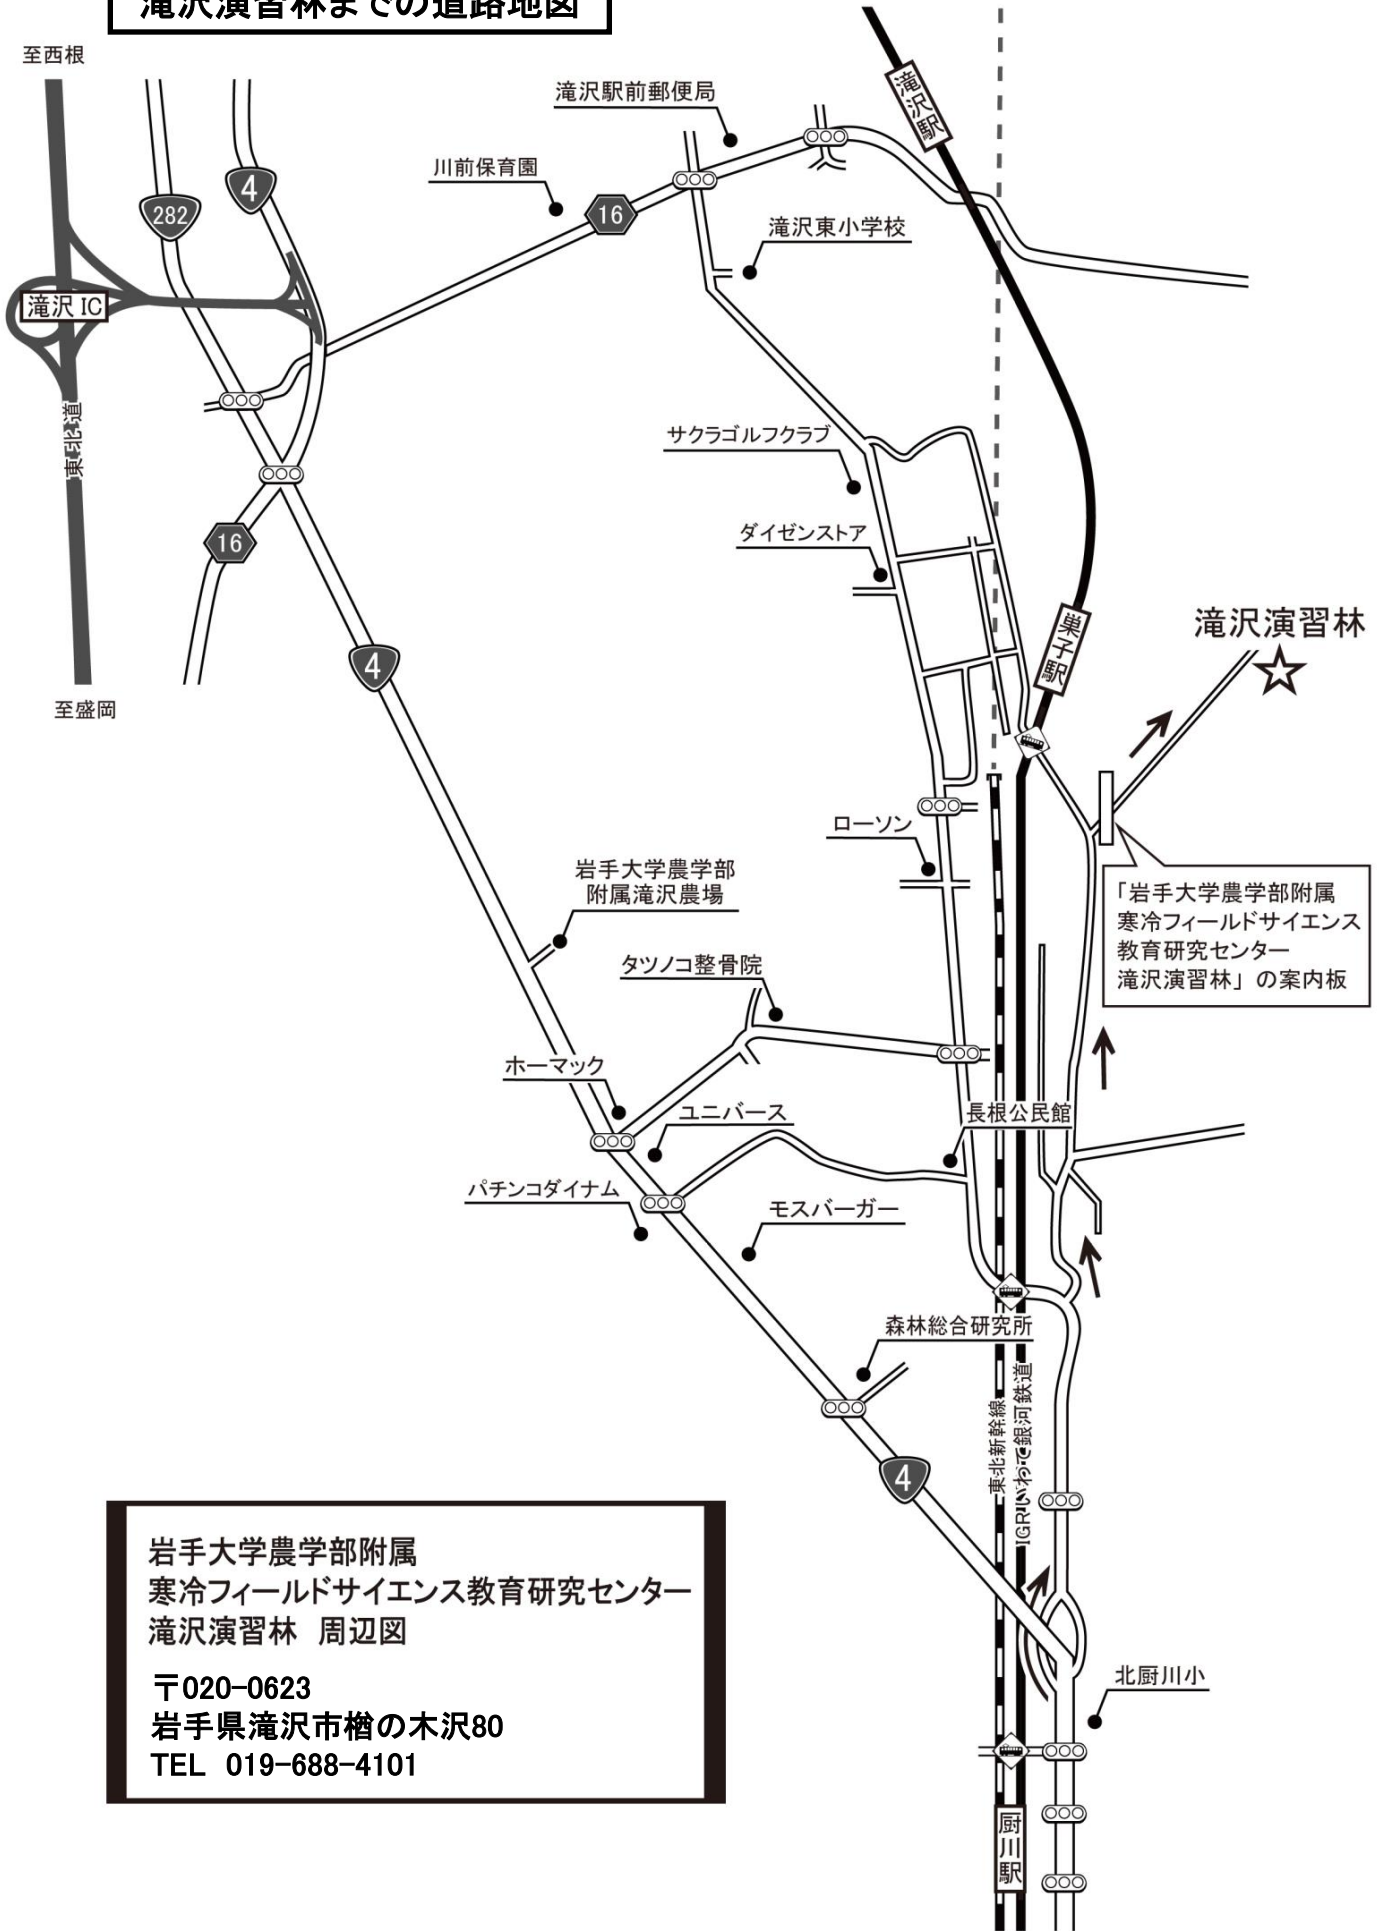 滝沢演習林までの道路地図
至西根
滝沢駅
滝沢駅前郵便局
川前保育園
4
282
16
滝沢東小学校
滝沢 IC
東北道
サクラゴルフクラブ
ダイゼンストア
16
4
巣子駅
滝沢演習林
至盛岡
ローソン
岩手大学農学部
附属滝沢農場
「岩手大学農学部附属
寒冷フィールドサイエンス
教育研究センター
滝沢演習林」の案内板
タツノコ整骨院
ホーマック
ユニバース
長根公民館
パチンコダイナム
モスバーガー
森林総合研究所
東北新幹線
IGRいわて銀河鉄道
4
岩手大学農学部附属
寒冷フィールドサイエンス教育研究センター
滝沢演習林 周辺図
〒020-0623
岩手県滝沢市楢の木沢80
TEL 019-688-4101
北厨川小
厨川駅